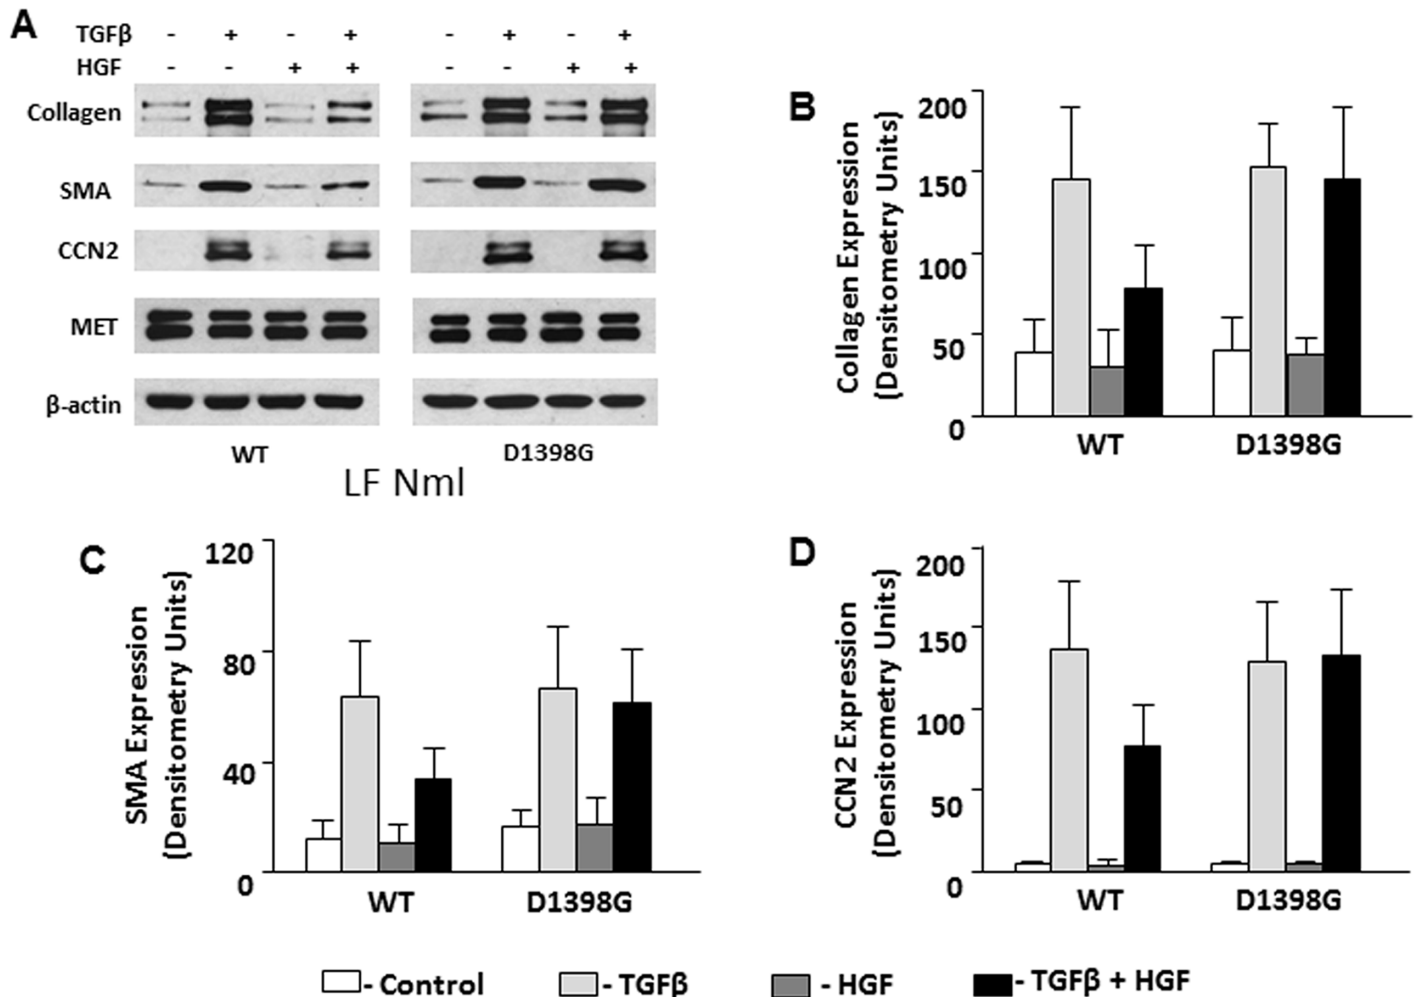 A
TGFβ - + - + - + - +
HGF - - + + - - + +
Collagen
SMA
CCN2
MET
β-actin
WT D1398G
LF Nml
B
Collagen Expression
(Densitometry Units)
200
150
100
50
0
WT D1398G
C
SMA Expression
(Densitometry Units)
120
80
40
0
WT D1398G
D
CCN2 Expression
(Densitometry Units)
200
150
100
50
0
WT D1398G
- Control - TGFβ - HGF - TGFβ + HGF